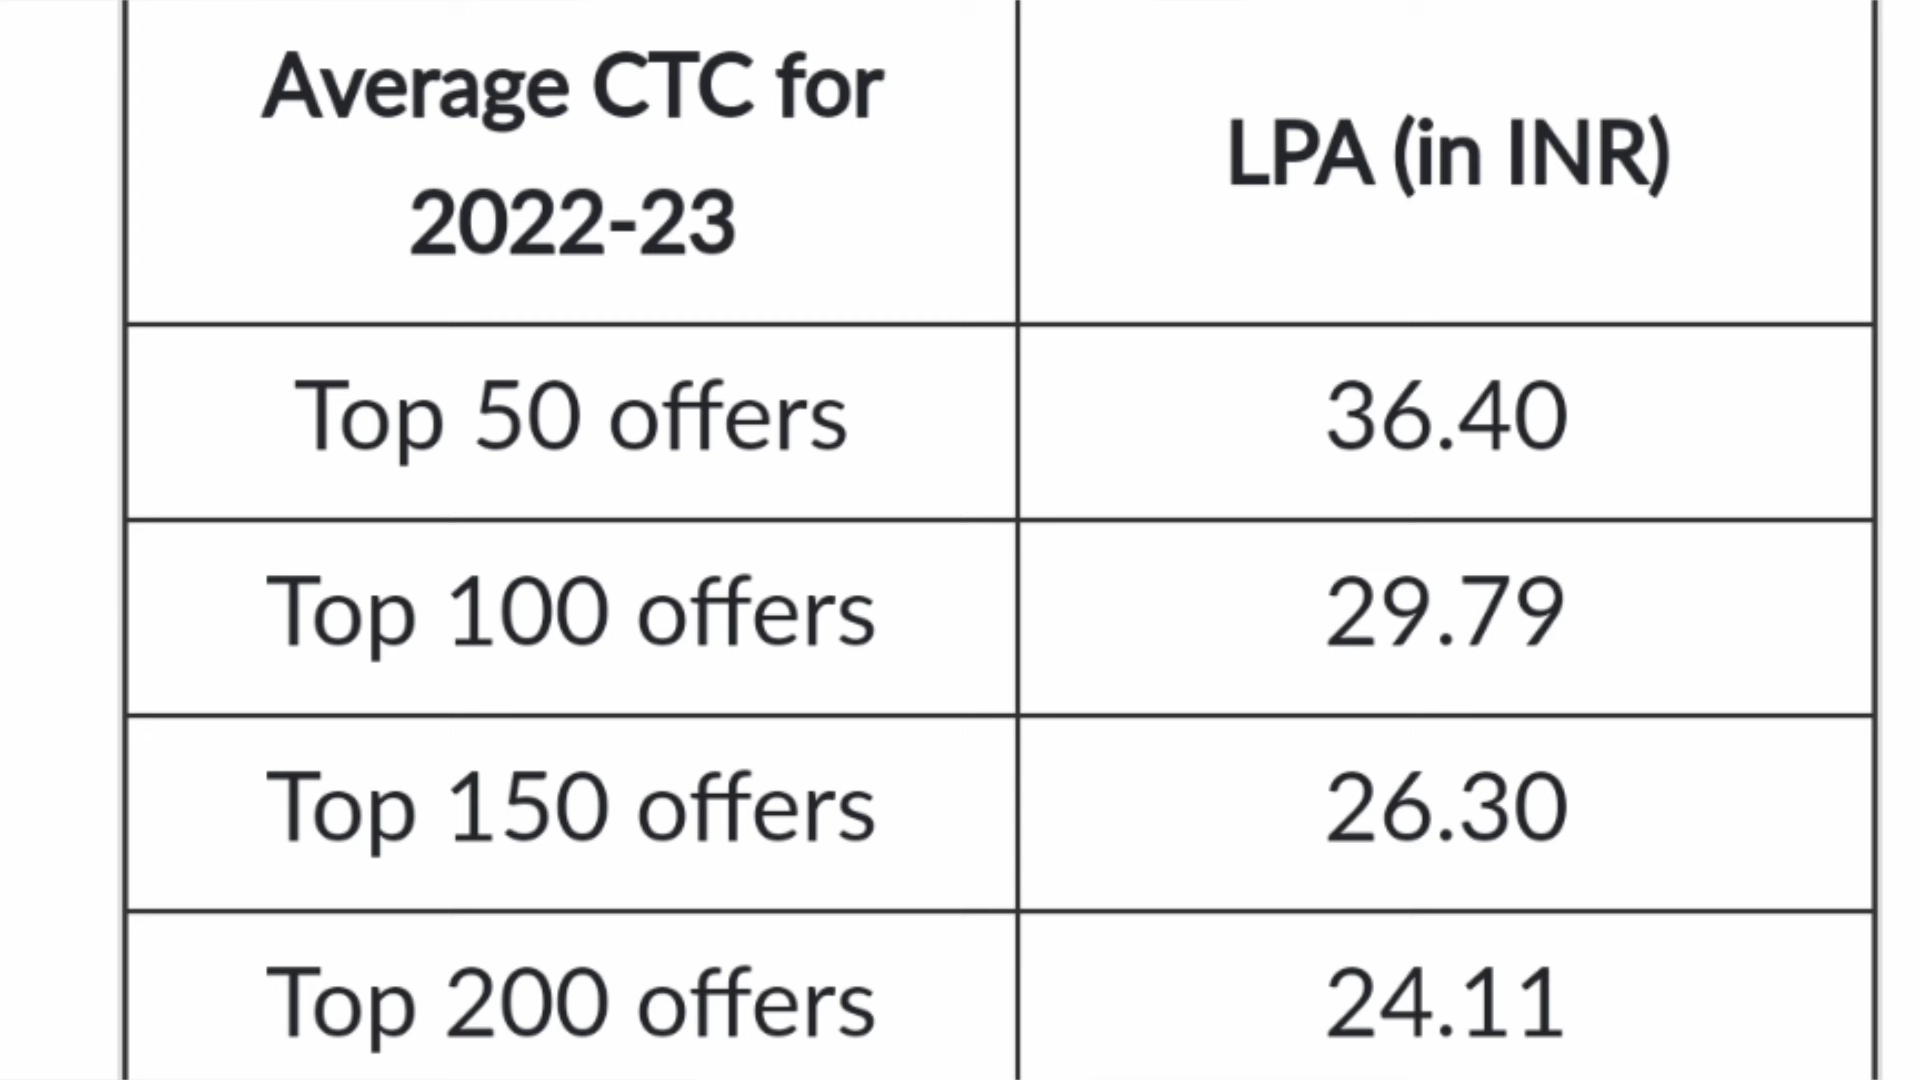 Average CTC for
2022-23
LPA (in INR)
Top 50 offers
36.40
Top 100 offers
29.79
Top 150 offers
26.30
Top 200 offers
24.11